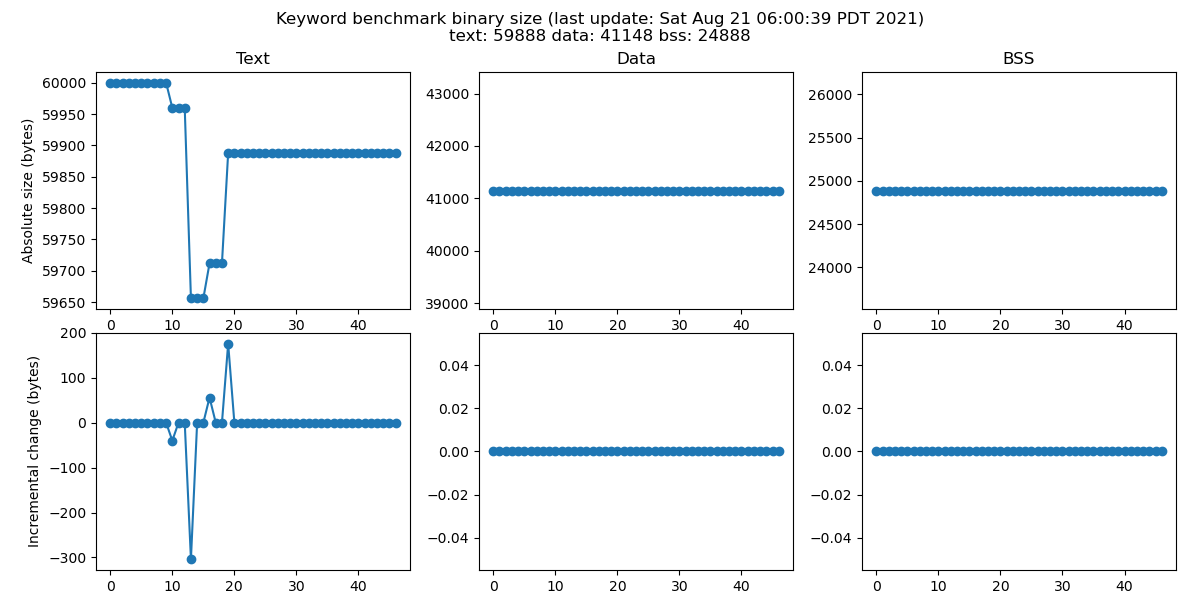 Keyword benchmark binary size (last update: Sat Aug 21 06:00:39 PDT 2021)
text: 59888 data: 41148 bss: 24888
Text
Data
BSS
Absolute size (bytes)
60000
59950
59900
59850
59800
59750
59700
59650
0 10 20 30 40
43000
42000
41000
40000
39000
0 10 20 30 40
26000
25500
25000
24500
24000
0 10 20 30 40
Incremental change (bytes)
200
100
0
−100
−200
−300
0 10 20 30 40
0.04
0.02
0.00
−0.02
−0.04
0 10 20 30 40
0.04
0.02
0.00
−0.02
−0.04
0 10 20 30 40